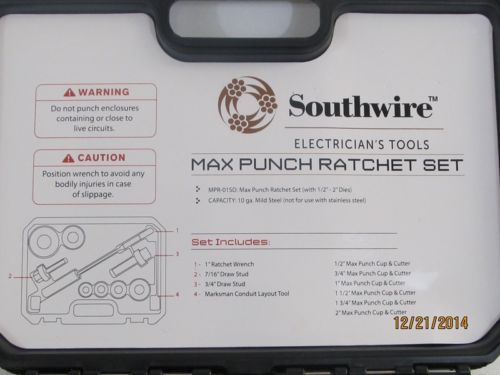 WARNING
Do not punch enclosures
containing or close to
live circuits.
CAUTION
Position wrench to avoid any
bodily injuries in case
of slippage.
Southwire™
ELECTRICIAN'S TOOLS
MAX PUNCH RATCHET SET
MPR-01SD: Max Punch Ratchet Set (with 1/2" - 2" Dies)
CAPACITY: 10 ga. Mild Steel (not for use with stainless steel)
1
3
2
4
Set Includes:
1 - 1" Ratchet Wrench
2 - 7/16" Draw Stud
3 - 3/4" Draw Stud
4 - Marksman Conduit Layout Tool
1/2" Max Punch Cup & Cutter
3/4" Max Punch Cup & Cutter
1" Max Punch Cup & Cutter
1 1/2" Max Punch Cup & Cutter
1 3/4" Max Punch Cup & Cutter
2" Max Punch Cup & Cutter
12/21/2014